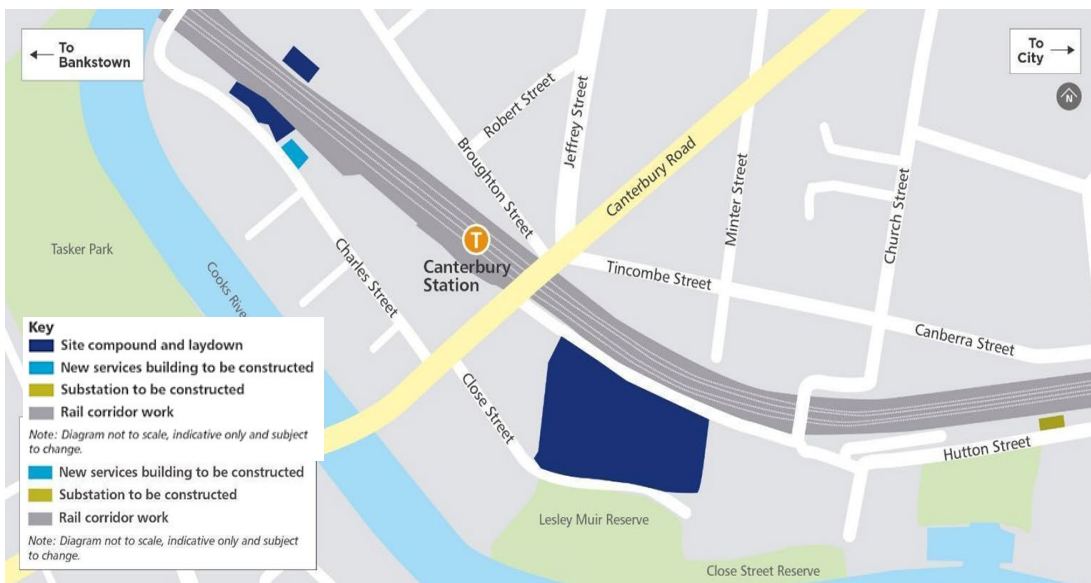 To
Bankstown
To
City
N
Robert Street
Jeffrey Street
Broughton Street
Canterbury Road
Minter Street
Church Street
Tasker Park
T
Canterbury
Station
Tincombe Street
Charles Street
Cooks River
Canberra Street
Key
Site compound and laydown
New services building to be constructed
Substation to be constructed
Rail corridor work
Note: Diagram not to scale, indicative only and subject
to change.
New services building to be constructed
Substation to be constructed
Rail corridor work
Note: Diagram not to scale, indicative only and subject
to change.
Close Street
Hutton Street
Lesley Muir Reserve
Close Street Reserve